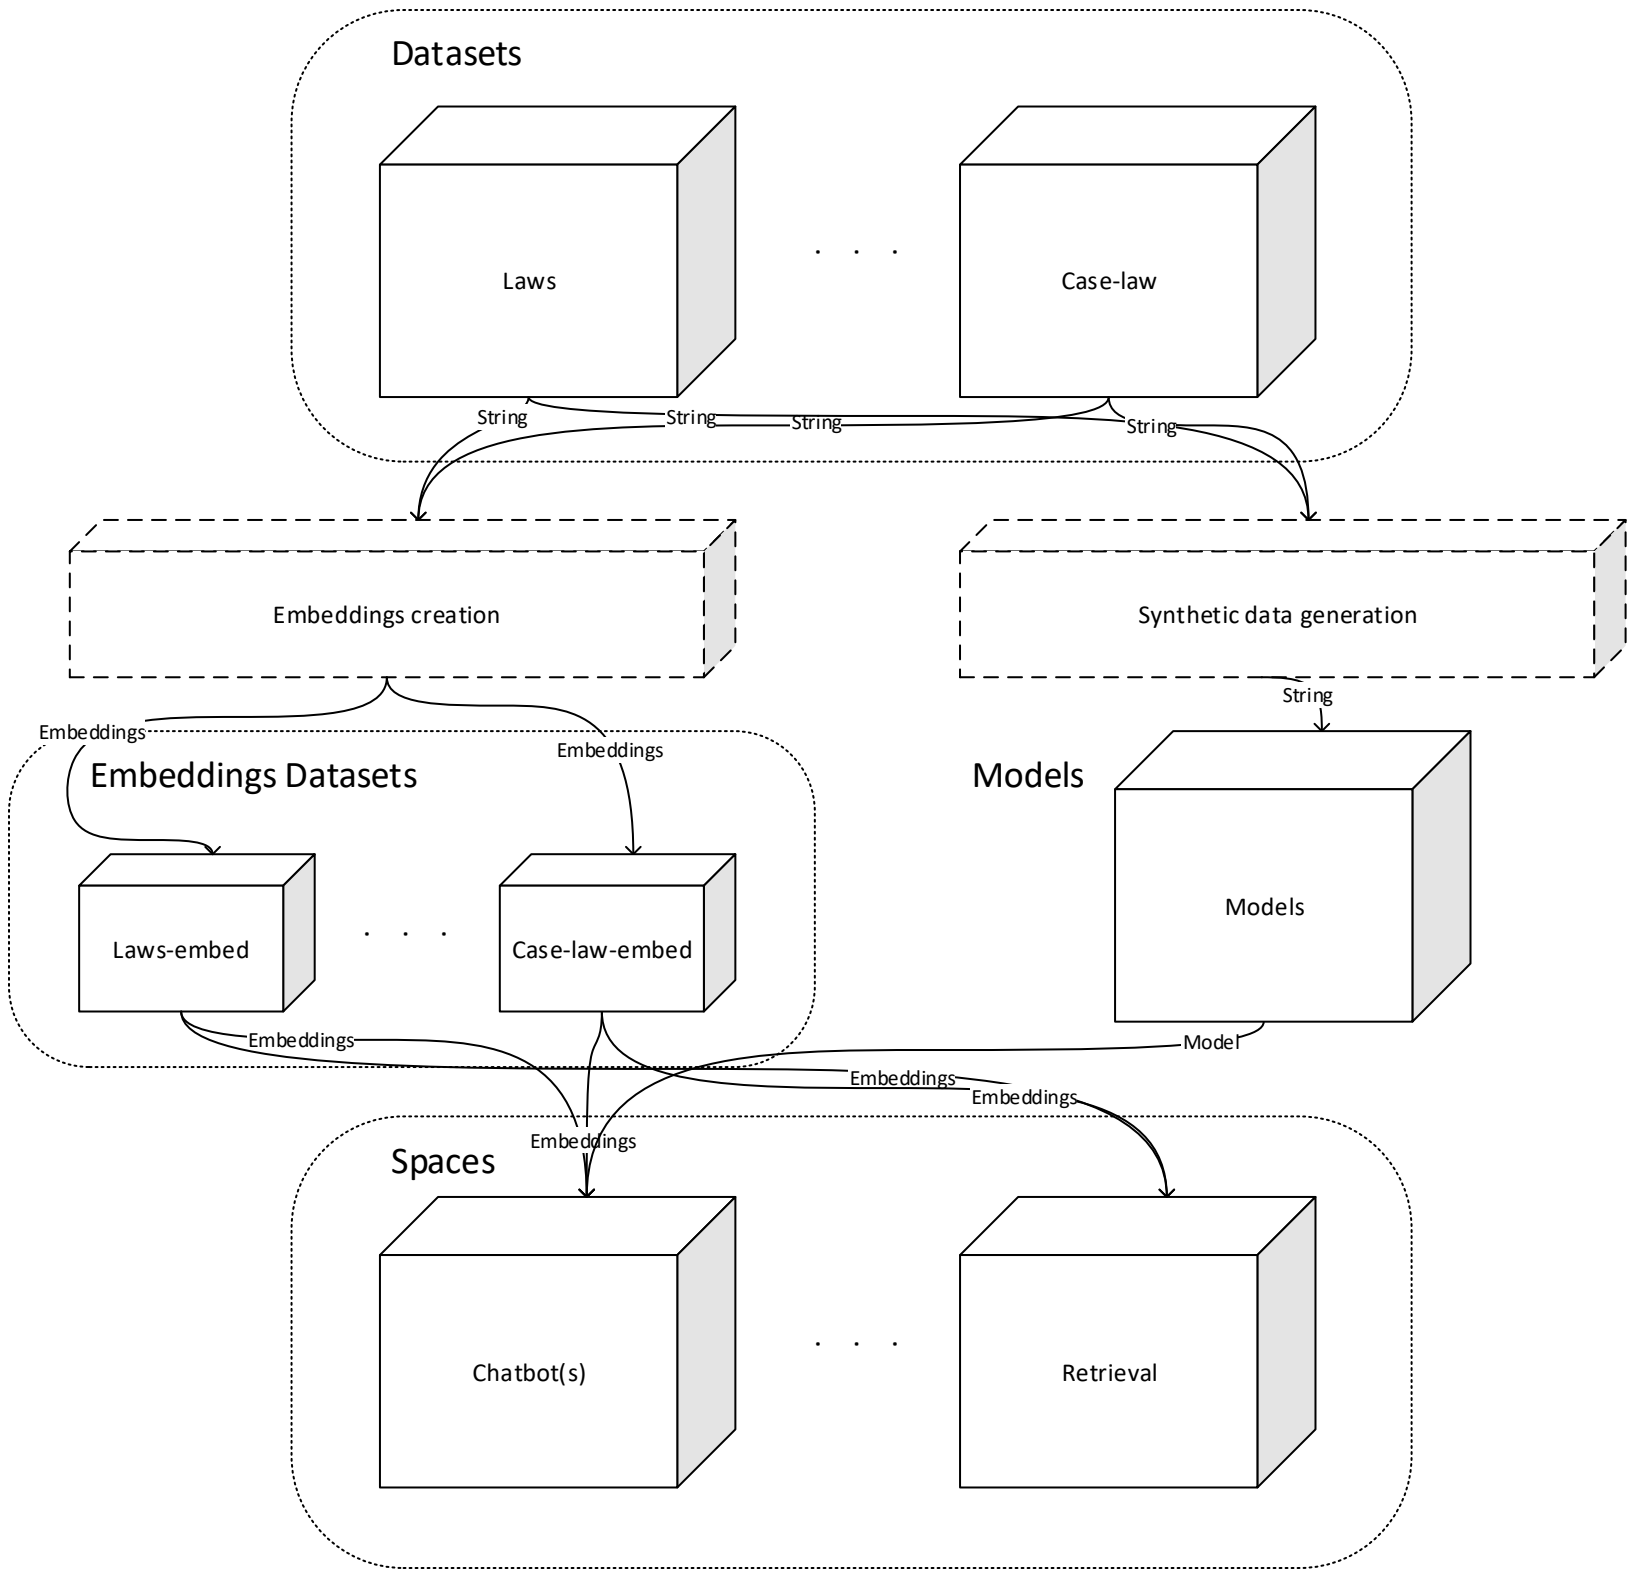 Datasets
Laws
. . .
Case-law
String
String
String
String
Embeddings creation
Synthetic data generation
String
Embeddings
Embeddings
Embeddings Datasets
Models
Laws-embed
. . .
Case-law-embed
Models
Embeddings
Model
Embeddings
Embeddings
Embeddings
Spaces
Chatbot(s)
. . .
Retrieval